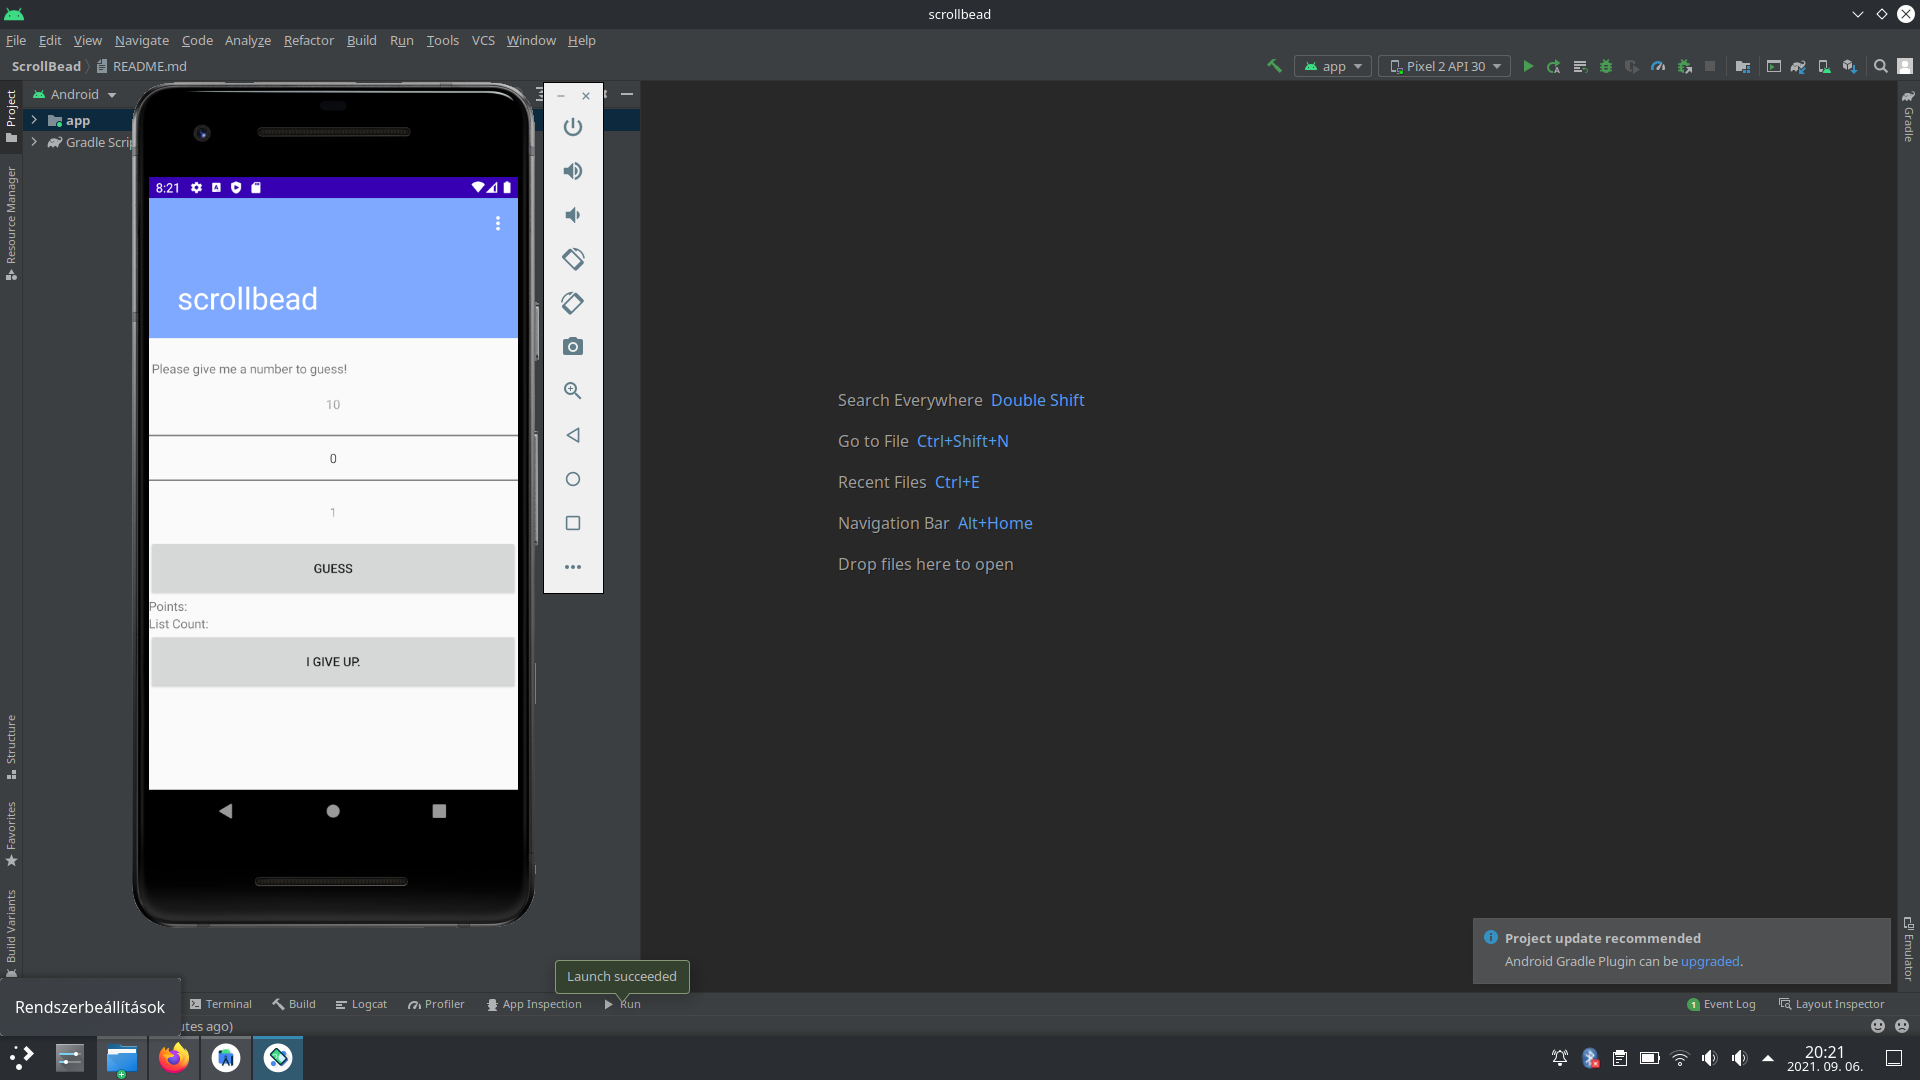 scrollbead
File Edit View Navigate Code Analyze Refactor Build Run Tools VCS Window Help
ScrollBead README.md
app Pixel 2 API 30
Project
Resource Manager
Structure
Favorites
Build Variants
Android
app
Gradle Scrip
8:21
scrollbead
Please give me a number to guess!
10
0
1
GUESS
Points:
List Count:
I GIVE UP.
Search Everywhere Double Shift
Go to File Ctrl+Shift+N
Recent Files Ctrl+E
Navigation Bar Alt+Home
Drop files here to open
Gradle
Emulator
Project update recommended
Android Gradle Plugin can be upgraded.
Launch succeeded
Rendszerbeállítások
Terminal Build Logcat Profiler App Inspection Run
1 Event Log Layout Inspector
utes ago)
20:21
2021. 09. 06.